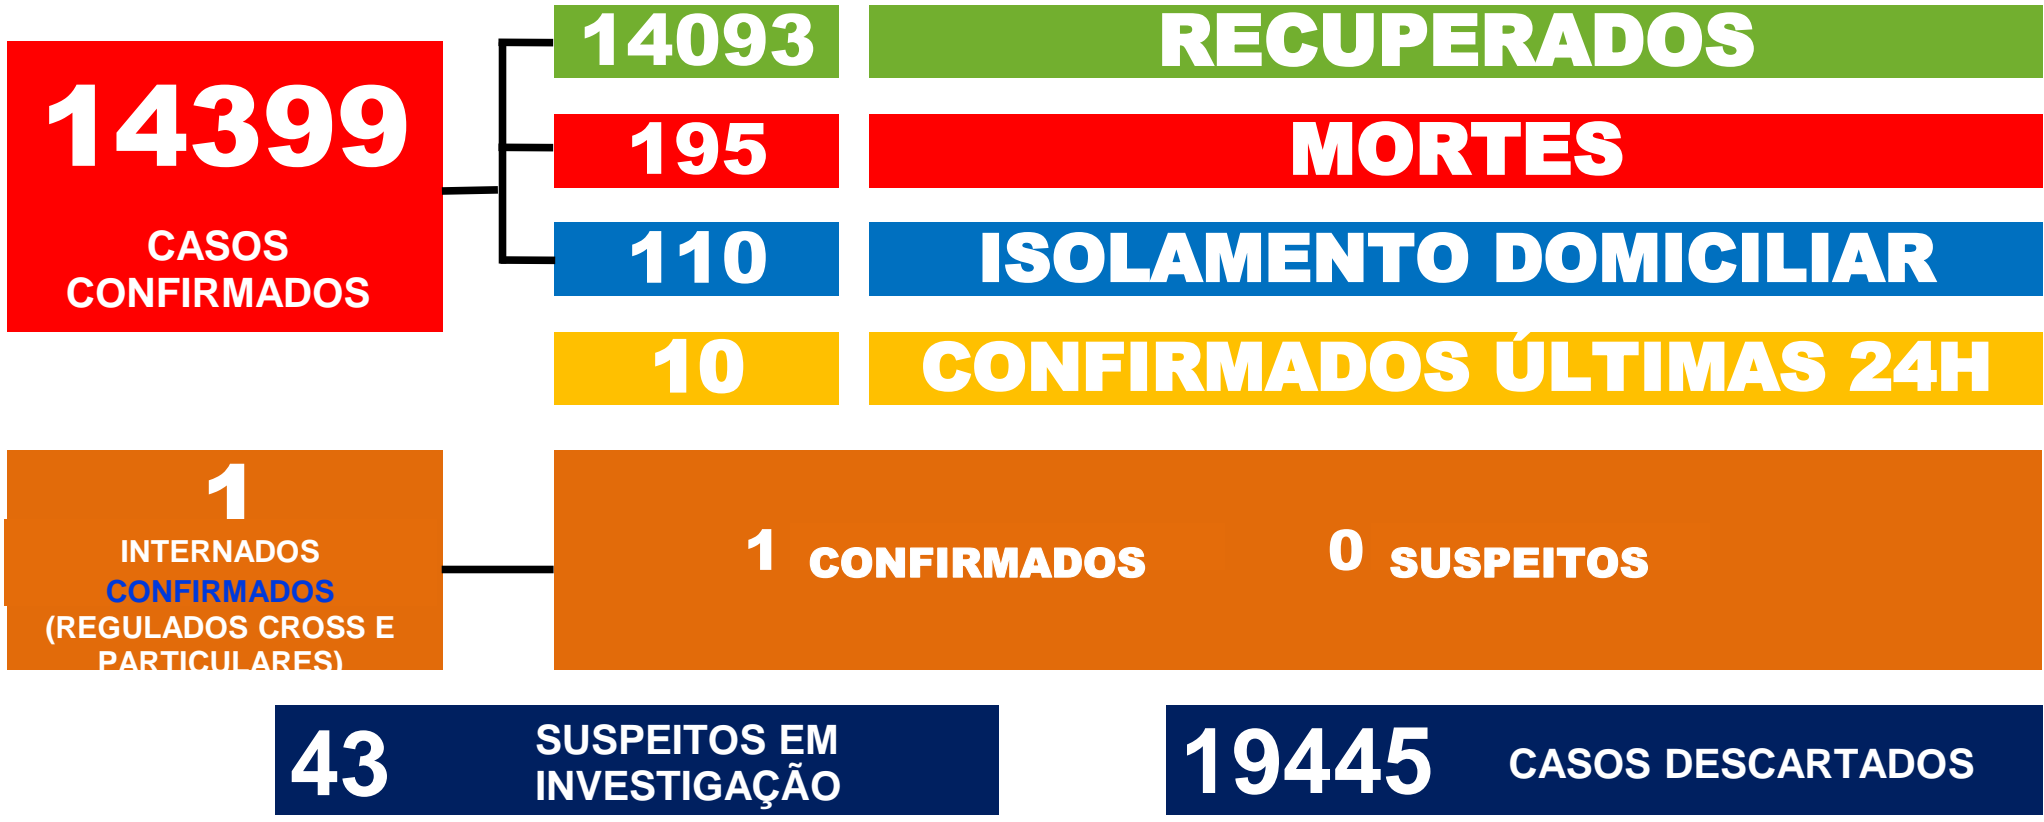 14399
CASOS
CONFIRMADOS
14093 RECUPERADOS
195 MORTES
110 ISOLAMENTO DOMICILIAR
10 CONFIRMADOS ÚLTIMAS 24H
1
INTERNADOS
CONFIRMADOS
(REGULADOS CROSS E
PARTICULARES)
1 CONFIRMADOS 0 SUSPEITOS
43 SUSPEITOS EM
INVESTIGAÇÃO
19445 CASOS DESCARTADOS